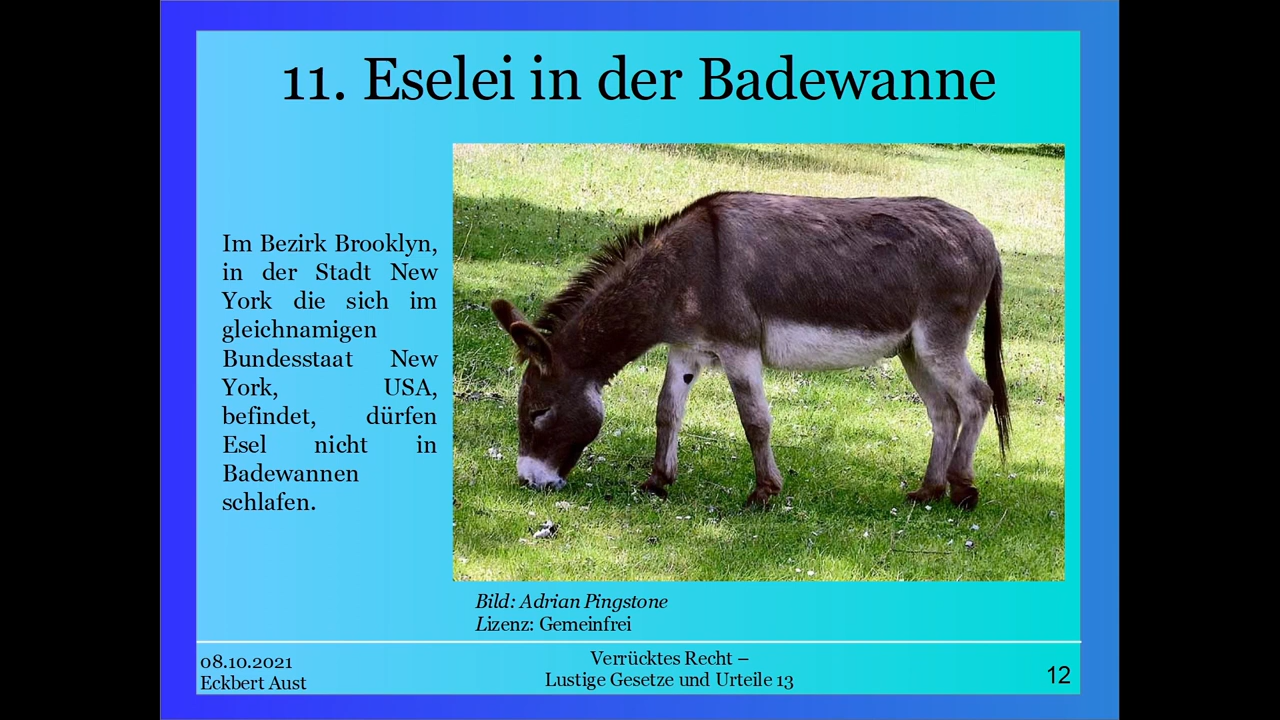 11. Eselei in der Badewanne
Im Bezirk Brooklyn,
in der Stadt New
York die sich im
gleichnamigen
Bundesstaat New
York, USA,
befindet, dürfen
Esel nicht in
Badewannen
schlafen.
Bild: Adrian Pingstone
Lizenz: Gemeinfrei
08.10.2021
Eckbert Aust
Verrücktes Recht –
Lustige Gesetze und Urteile 13
12